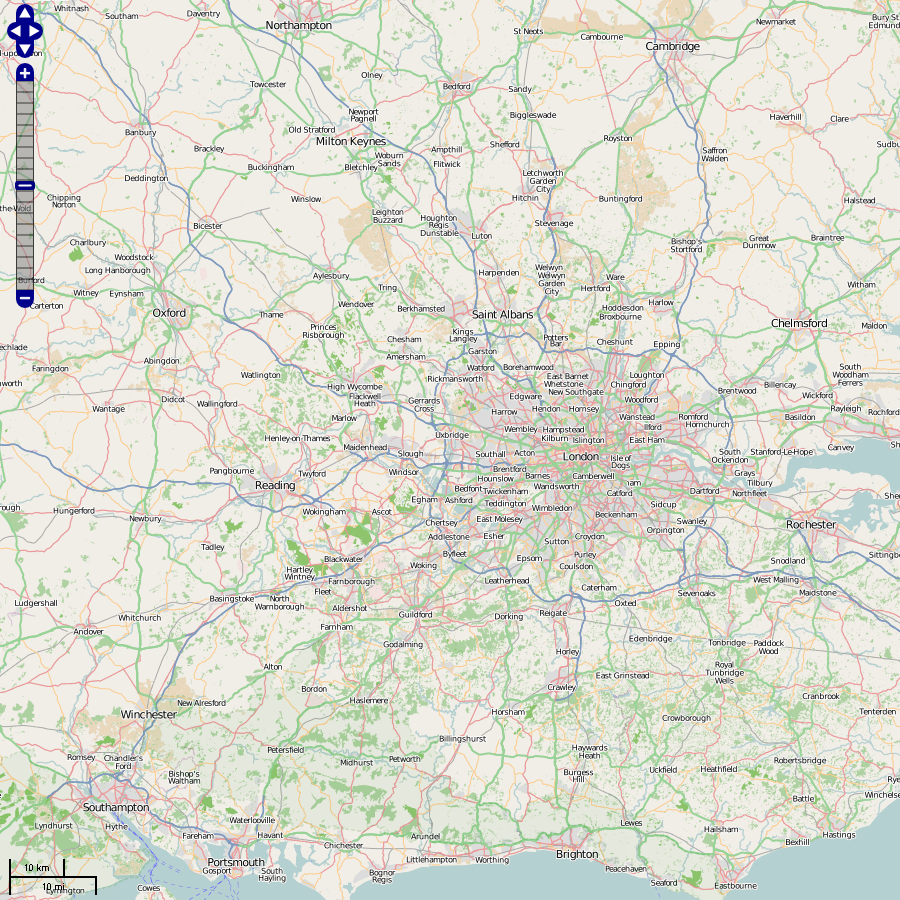 Whitnash
Southam
Daventry
Northampton
St Neots
Cambourne
Cambridge
Newmarket
Bury St
Edmund
Towcester
Olney
Bedford
Sandy
Biggleswade
Newport
Pagnell
Old Stratford
Milton Keynes
Banbury
Brackley
Buckingham
Bletchley
Woburn
Sands
Ampthill
Flitwick
Shefford
Royston
Haverhill
Clare
Sudbu
Saffron
Walden
Letchworth
Garden
City
Hitchin
Deddington
Chipping
Norton
the-Wold
Winslow
Leighton
Buzzard
Houghton
Regis
Dunstable
Luton
Stevenage
Buntingford
Halstead
Charlbury
Bicester
Woodstock
Long Hanborough
Burford
Carterton
Witney
Eynsham
Oxford
Aylesbury
Tring
Wendover
Thame
Princes
Risborough
Berkhamsted
Harpenden
Welwyn
Welwyn
Garden
City
Bishop's
Stortford
Great
Dunmow
Braintree
Ware
Hertford
Hoddesdon
Broxbourne
Harlow
Witham
Saint Albans
Kings
Langley
Garston
Watford
Potters
Bar
Cheshunt
Epping
Chelmsford
Maldon
Chesham
Amersham
Rickmansworth
Borehamwood
East Barnet
Whetstone
New Southgate
Loughton
Chingford
Woodford
Brentwood
Billericay
Wickford
South
Woodham
Ferrers
echlade
Faringdon
Abingdon
worth
Wantage
Didcot
Wallingford
Watlington
High Wycombe
Flackwell
Heath
Marlow
Gerrards
Cross
Edgware
Harrow
Hendon
Hornsey
Wanstead
Ilford
Romford
Hornchurch
Basildon
Rayleigh
Rochford
Henley-on-Thames
Maidenhead
Slough
Uxbridge
Wembley
Hampstead
Kilburn
Islington
East Ham
Southall
Acton
London
Isle of
Dogs
South
Ockendon
Stanford-Le-Hope
Canvey
Pangbourne
Reading
Twyford
Windsor
Brentford
Hounslow
Barnes
Camberwell
Grays
Tilbury
Northfleet
Wokingham
Ascot
Egham
Bedfont
Ashford
Twickenham
Teddington
Wandsworth
Wimbledon
Catford
Dartford
Sidcup
Hungerford
Newbury
Tadley
Chertsey
Addlestone
Byfleet
East Molesey
Esher
Beckenham
Orpington
Swanley
Rochester
Sutton
Croydon
Purley
Coulsdon
Epsom
Snodland
Sittingb
Blackwater
Hartley
Wintney
Farnborough
Fleet
Woking
Leatherhead
Caterham
West Malling
Maidstone
Sevenoaks
Ludgershall
Whitchurch
Andover
Basingstoke
North
Warnborough
Aldershot
Farnham
Guildford
Godalming
Dorking
Reigate
Oxted
Edenbridge
Tonbridge
Paddock
Wood
Horley
Royal
Tunbridge
Wells
Alton
Bordon
Haslemere
Crawley
East Grinstead
Winchester
New Alresford
Horsham
Crowborough
Cranbrook
Tenterden
Romsey
Chandler's
Ford
Bishop's
Waltham
Petersfield
Midhurst
Petworth
Billingshurst
Haywards
Heath
Burgess
Hill
Uckfield
Heathfield
Robertsbridge
Battle
Rye
Winchelse
Southampton
Lyndhurst
Hythe
Fareham
Waterlooville
Havant
Chichester
Arundel
Lewes
Hailsham
Bexhill
Hastings
Portsmouth
Gosport
South
Hayling
Bognor
Regis
Littlehampton
Worthing
Brighton
Peacehaven
Seaford
Eastbourne
Cowes
Lymington
10 km
10 mi